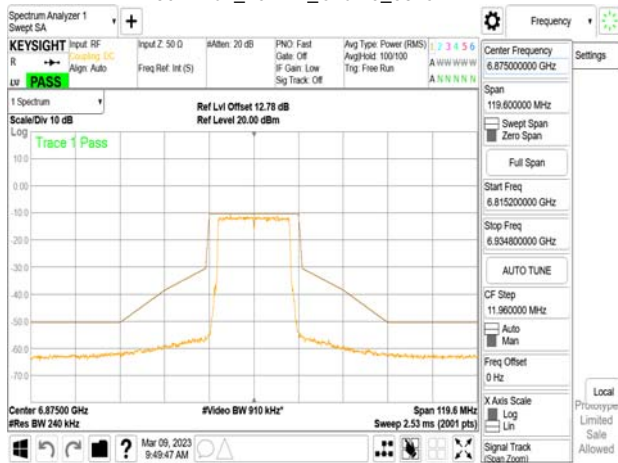 Spectrum Analyzer 1
Swept SA
Frequency
KEYSIGHT
Input: RF
Coupling: DC
Align: Auto
Input Z: 50 Ω
Freq Ref: Int (S)
#Atten: 20 dB
PNO: Fast
Gate: Off
IF Gain: Low
Sig Track: Off
Avg Type: Power (RMS)
Avg|Hold: 100/100
Trig: Free Run
1 2 3 4 5 6
A W W W W W
A N N N N N
R
LU
PASS
1 Spectrum
Scale/Div 10 dB
Ref Lvl Offset 12.78 dB
Ref Level 20.00 dBm
Log
Trace 1 Pass
10.0
0.00
-10.0
-20.0
-30.0
-40.0
-50.0
-60.0
-70.0
Center 6.87500 GHz
#Res BW 240 kHz
#Video BW 910 kHz*
Span 119.6 MHz
Sweep 2.53 ms (2001 pts)
Mar 09, 2023
9:49:47 AM
Center Frequency
6.875000000 GHz
Settings
Span
119.600000 MHz
Swept Span
Zero Span
Full Span
Start Freq
6.815200000 GHz
Stop Freq
6.934800000 GHz
AUTO TUNE
CF Step
11.960000 MHz
Auto
Man
Freq Offset
0 Hz
X Axis Scale
Log
Lin
Signal Track
(Span Zoom)
Local
Prototype
Limited
Sale
Allowed